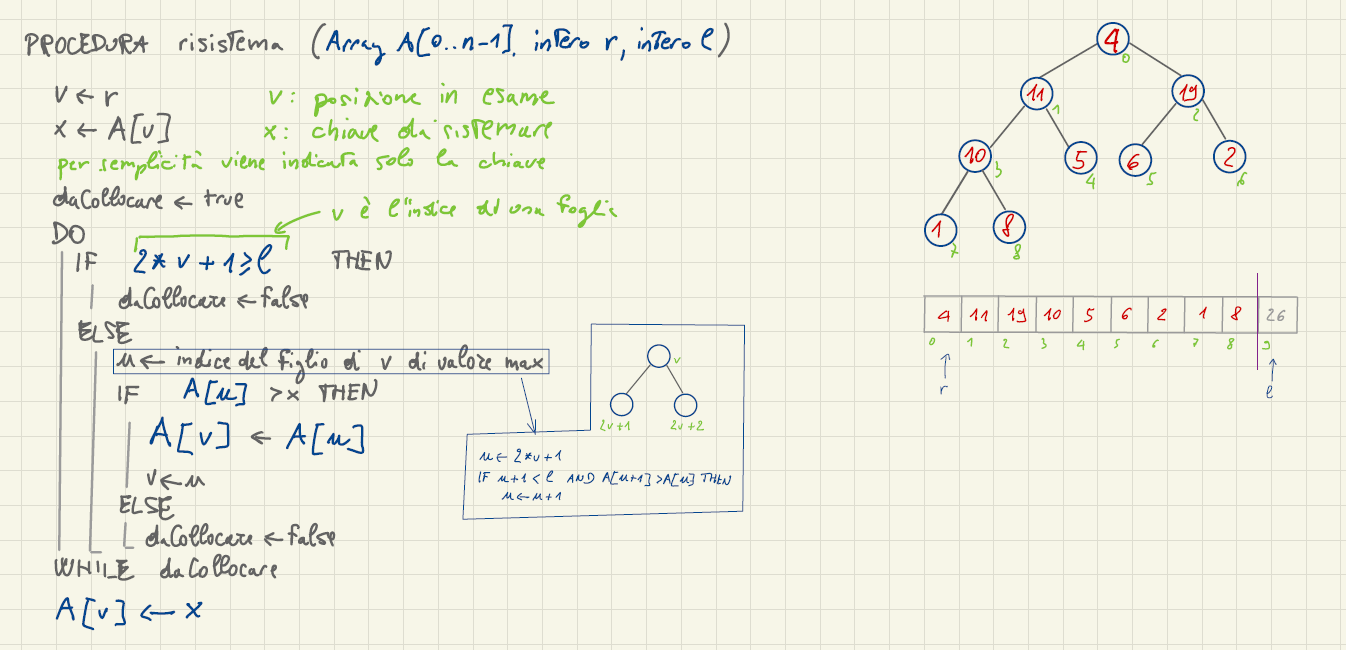 PROCEDURA risistema (Array A[0..n-1], intero r, intero l)
v ← r
v: posizione in esame
x ← A[v]
x: chiave da sistemare
per semplicità viene indicata solo la chiave
daCollocare ← true
v è l'indice di una foglia
DO
IF 2*v+1≥l THEN
daCollocare ← false
ELSE
u ← indice del figlio di v di valore max
IF A[u] >x THEN
A[v] ← A[u]
v ← u
ELSE
daCollocare ← false
WHILE daCollocare
A[v] ← x
v
2v+1 2v+2
u ← 2*v+1
IF u+1 < l AND A[u+1] > A[u] THEN
u ← u+1
4
0
11 19
1 2
10 5 6 2
3 4 5 6
1 8
7 8
4 11 19 10 5 6 2 1 8 26
0 1 2 3 4 5 6 7 8 9
r l